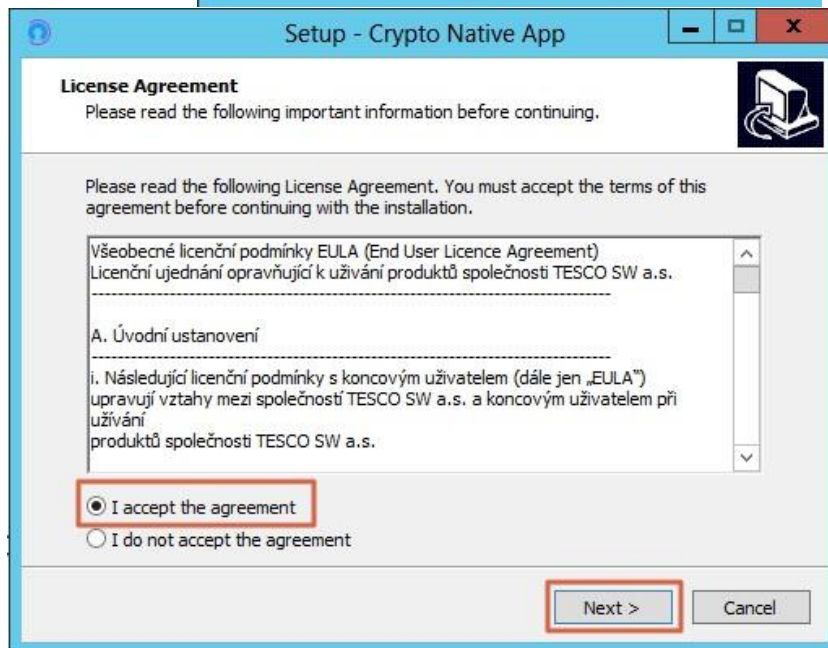 Setup - Crypto Native App
License Agreement
Please read the following important information before continuing.
Please read the following License Agreement. You must accept the terms of this
agreement before continuing with the installation.
Všeobecné licenční podmínky EULA (End User Licence Agreement)
Licenční ujednání opravňující k užívání produktů společnosti TESCO SW a.s.
--------------------------------------------------------------------------------
A. Úvodní ustanovení
--------------------------------------------------------------------------------
i. Následující licenční podmínky s koncovým uživatelem (dále jen „EULA“)
upravují vztahy mezi společností TESCO SW a.s. a koncovým uživatelem při
užívání
produktů společnosti TESCO SW a.s.
I accept the agreement
I do not accept the agreement
Next >
Cancel